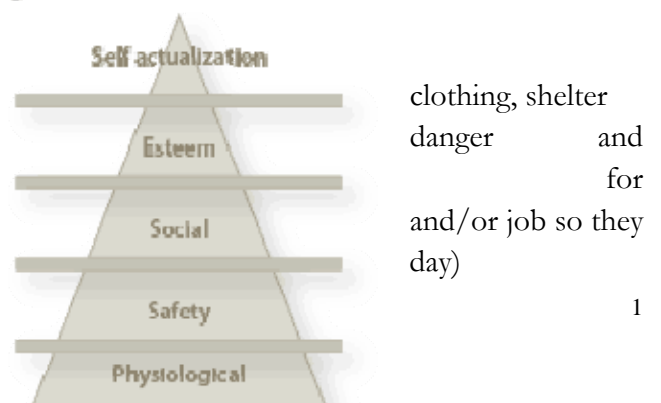 Self actualization
Esteem
Social
Safety
Physiological
clothing, shelter
danger and
for
and/or job so they
day)
1